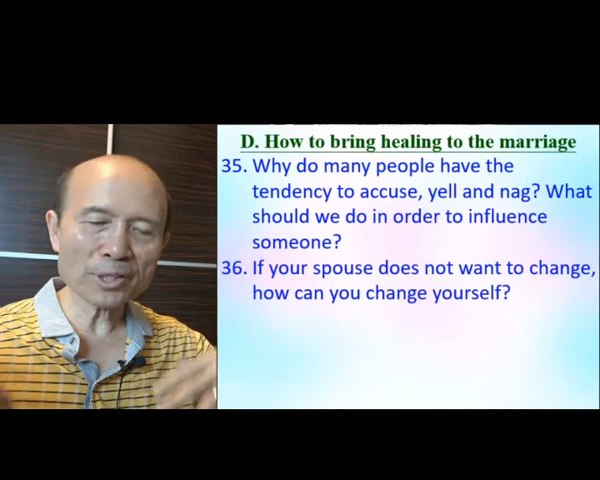 D. How to bring healing to the marriage
35. Why do many people have the
tendency to accuse, yell and nag? What
should we do in order to influence
someone?
36. If your spouse does not want to change,
how can you change yourself?